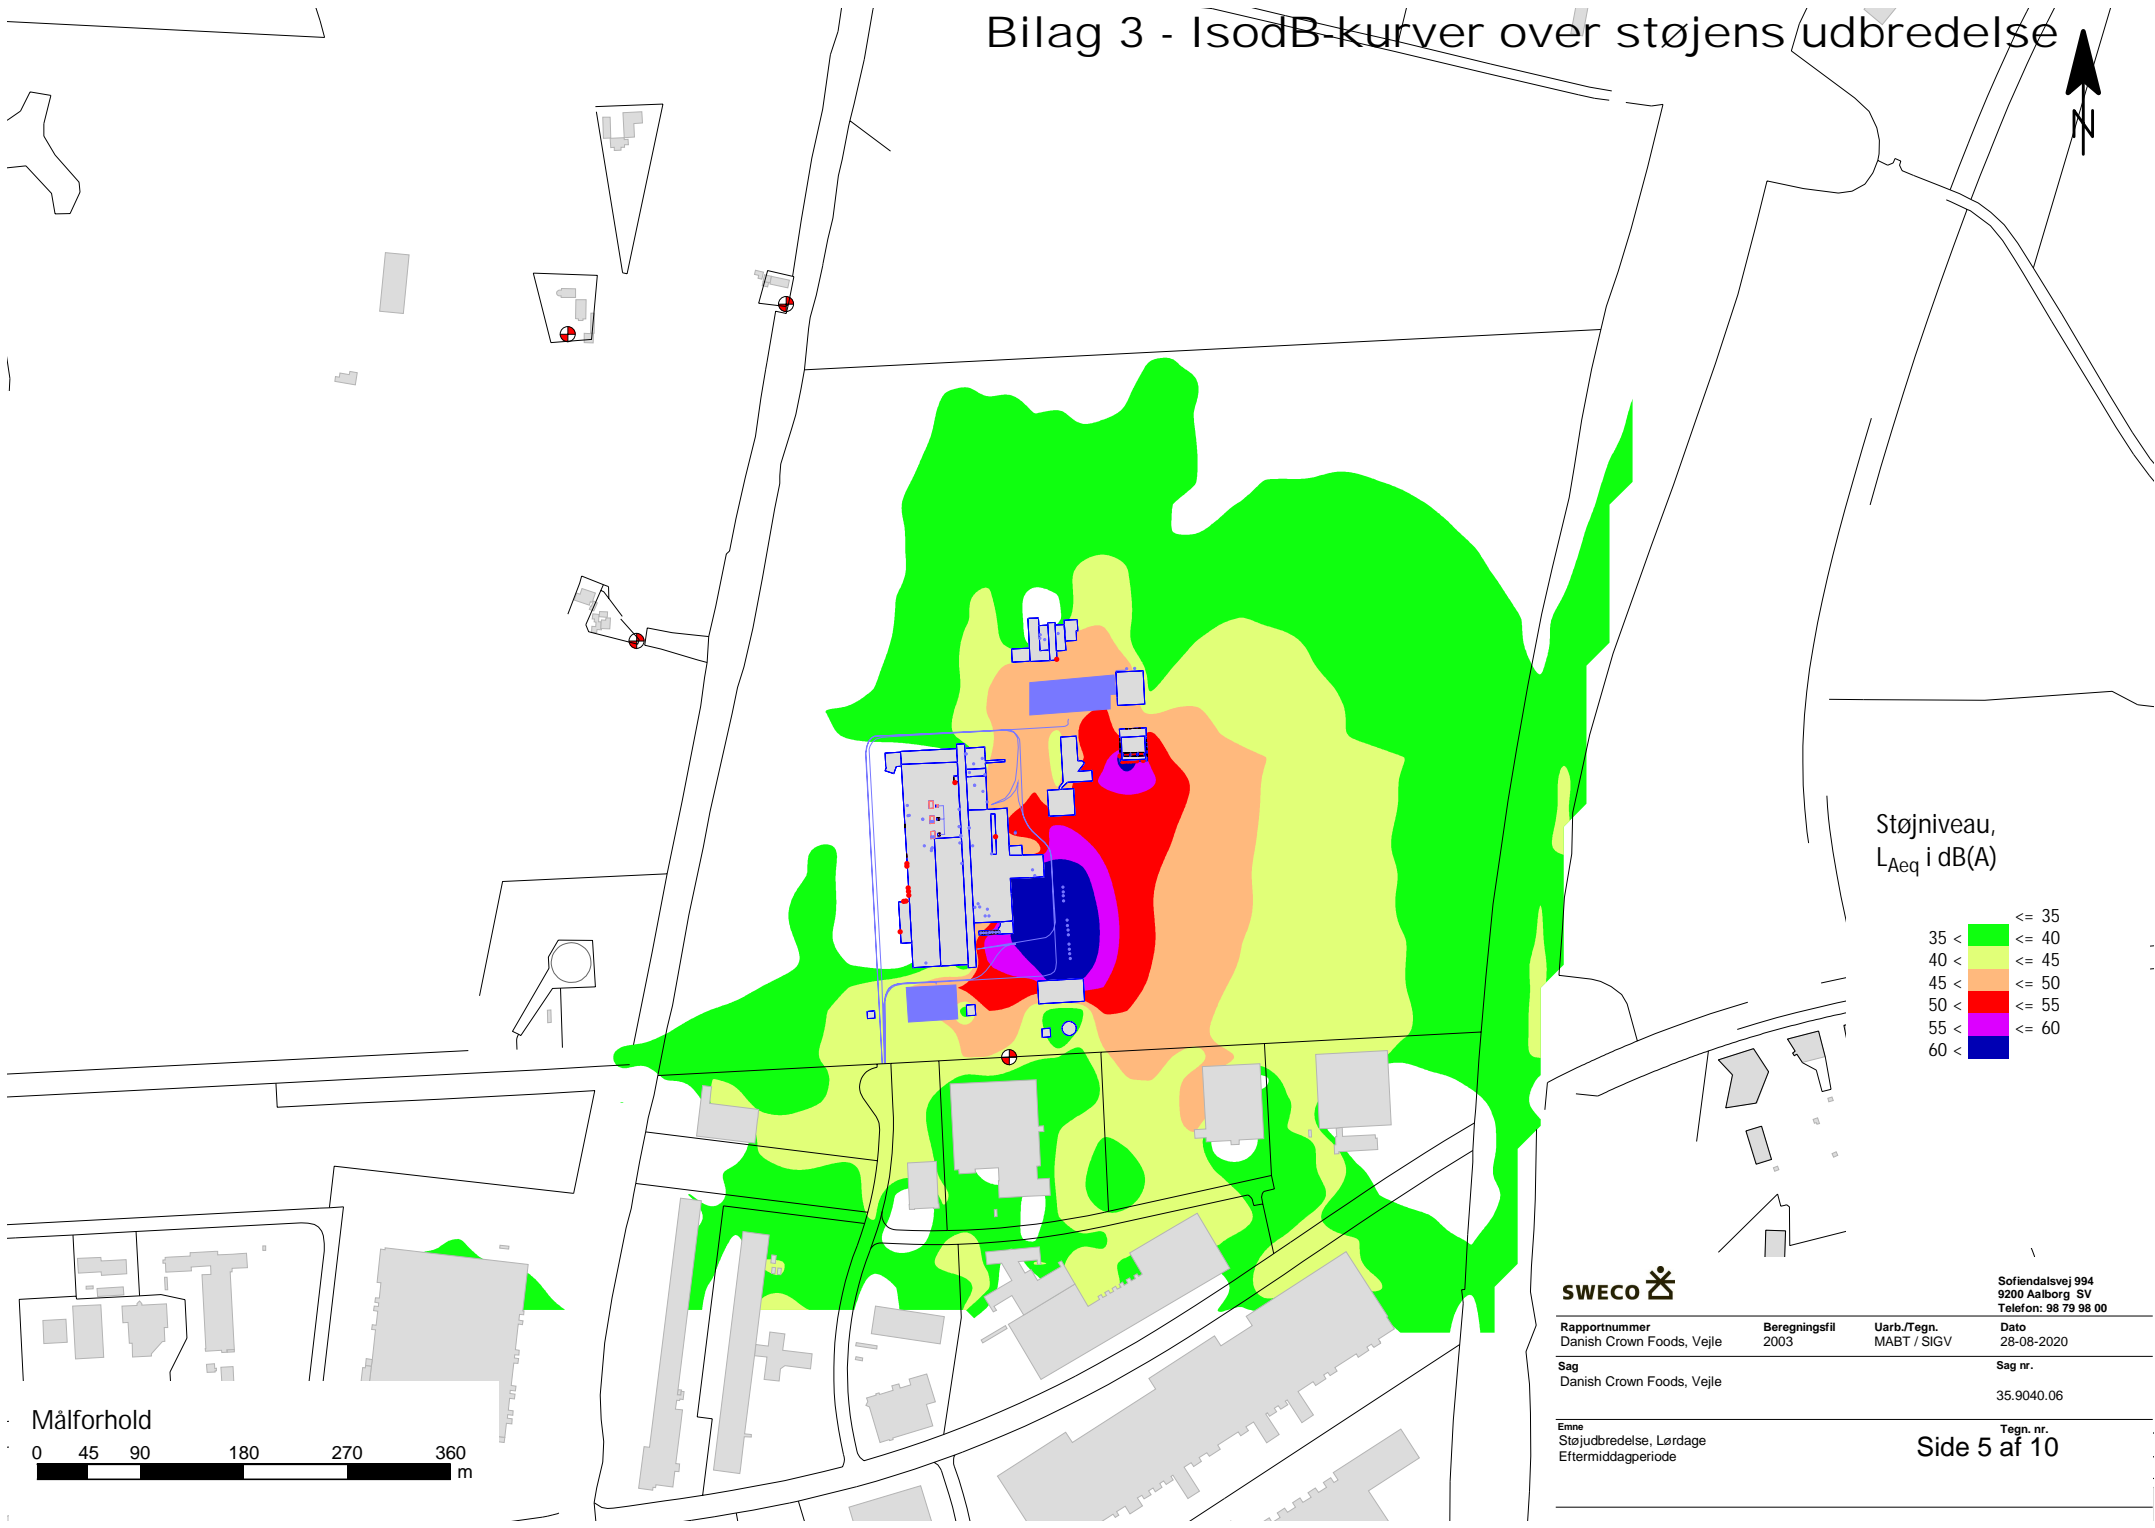 Bilag 3 - IsodB-kurver over støjens udbredelse
N
Støjniveau,
LAeq i dB(A)
<= 35
35 < <= 40
40 < <= 45
45 < <= 50
50 < <= 55
55 < <= 60
60 <
Målforhold
0 45 90 180 270 360
m
SWECO
Sofiendalsvej 994
9200 Aalborg SV
Telefon: 98 79 98 00
Rapportnummer Beregningsfil Uarb./Tegn. Dato
Danish Crown Foods, Vejle 2003 MABT / SIGV 28-08-2020
Sag Sag nr.
Danish Crown Foods, Vejle
35.9040.06
Emne Tegn. nr.
Støjudbredelse, Lørdage
Eftermiddagperiode
Side 5 af 10